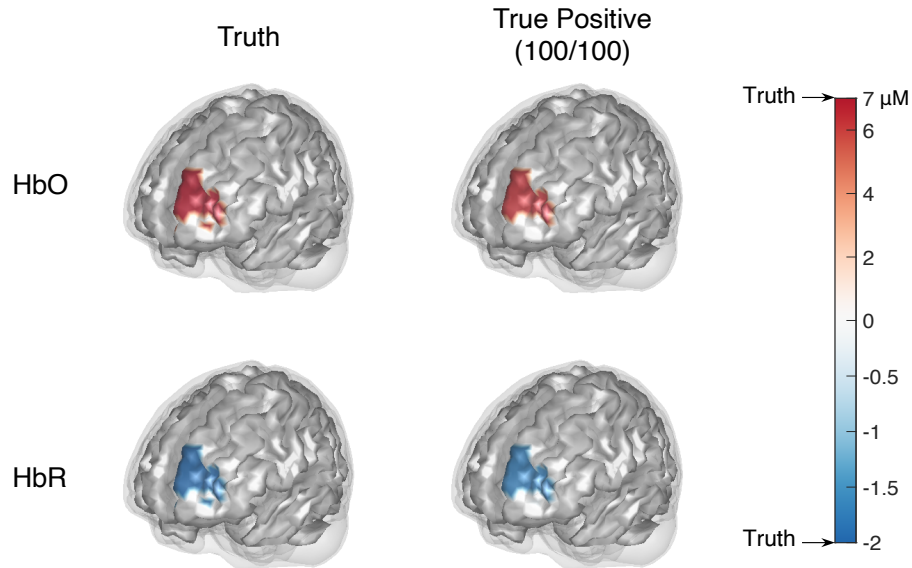 Truth
True Positive
(100/100)
HbO
HbR
Truth
7 µM
6
4
2
0
-0.5
-1
-1.5
Truth
-2